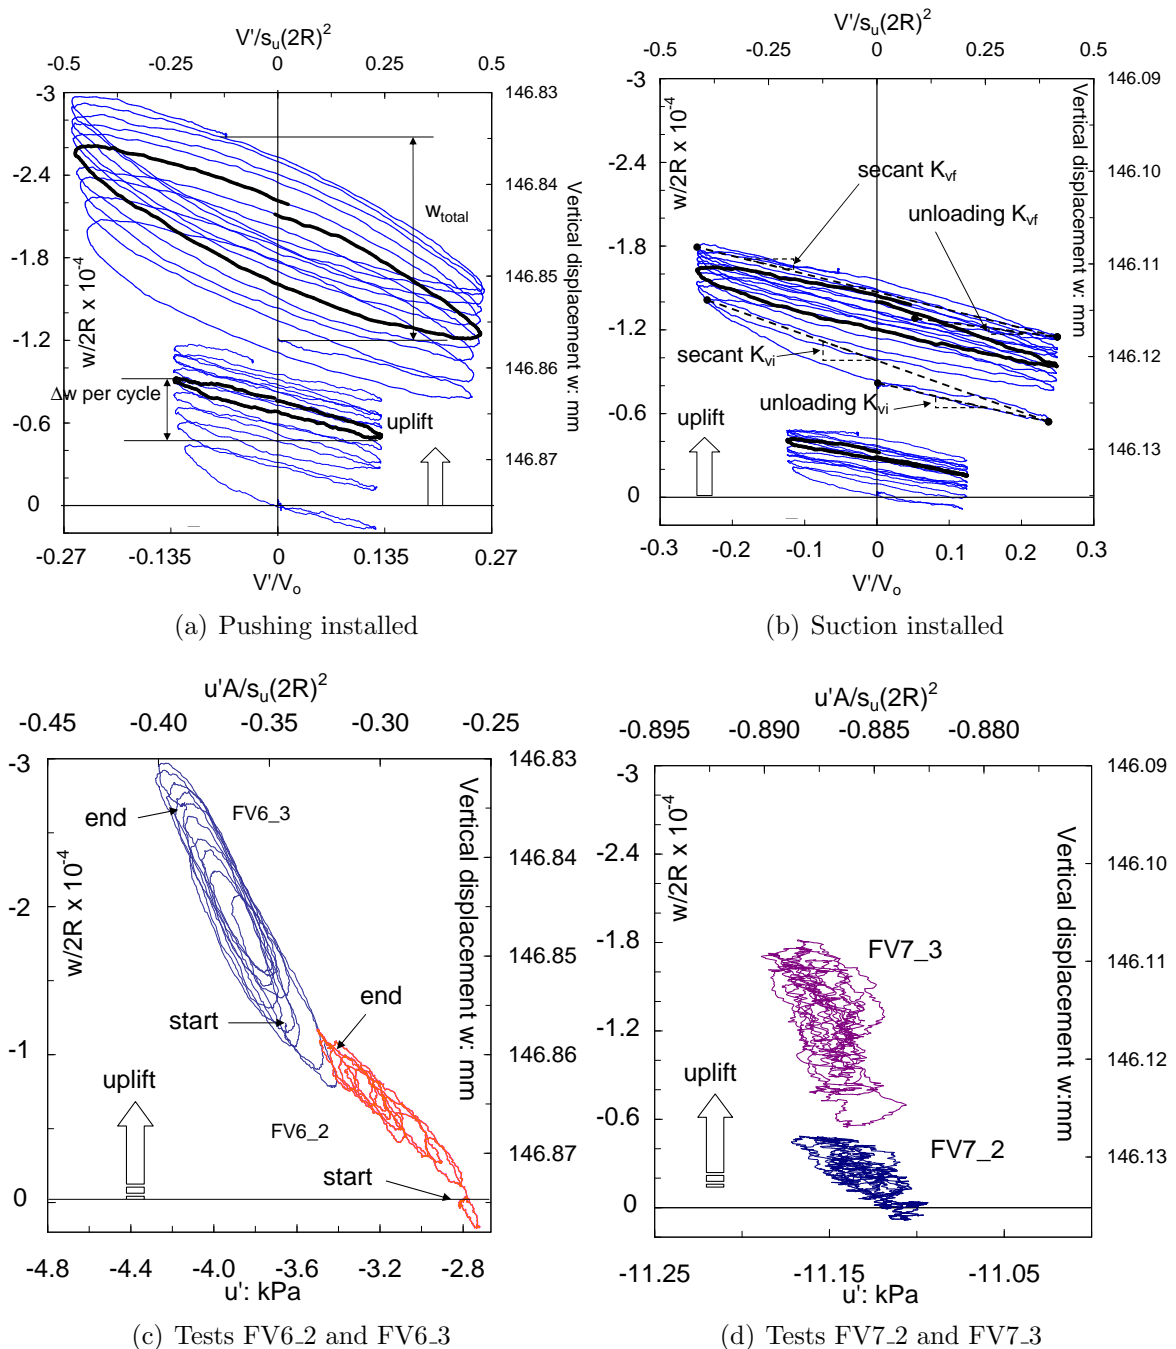 V'/s_u(2R)^2
-0.5 -0.25 0 0.25 0.5
-3
-2.4
-1.8
-1.2
-0.6
0
w/2R x 10^-4
146.83
146.84
146.85
146.86
146.87
Vertical displacement w: mm
w_total
Δw per cycle
uplift
-0.27 -0.135 0 0.135 0.27
V'/V_o
(a) Pushing installed
V'/s_u(2R)^2
-0.5 -0.25 0 0.25 0.5
-3
-2.4
-1.8
-1.2
-0.6
0
w/2R x 10^-4
146.09
146.10
146.11
146.12
146.13
Vertical displacement w: mm
secant K_vf
unloading K_vf
secant K_vi
unloading K_vi
uplift
-0.3 -0.2 -0.1 0 0.1 0.2 0.3
V'/V_o
(b) Suction installed
u'A/s_u(2R)^2
-0.45 -0.40 -0.35 -0.30 -0.25
-3
-2
-1
0
w/2R x 10^-4
146.83
146.84
146.85
146.86
146.87
Vertical displacement w: mm
end
FV6_3
start
end
uplift
FV6_2
start
-4.8 -4.4 -4.0 -3.6 -3.2 -2.8
u': kPa
(c) Tests FV6_2 and FV6_3
u'A/s_u(2R)^2
-0.895 -0.890 -0.885 -0.880
-3
-2.4
-1.8
-1.2
-0.6
0
w/2R x 10^-4
146.09
146.10
146.11
146.12
146.13
Vertical displacement w:mm
FV7_3
uplift
FV7_2
-11.25 -11.15 -11.05
u': kPa
(d) Tests FV7_2 and FV7_3